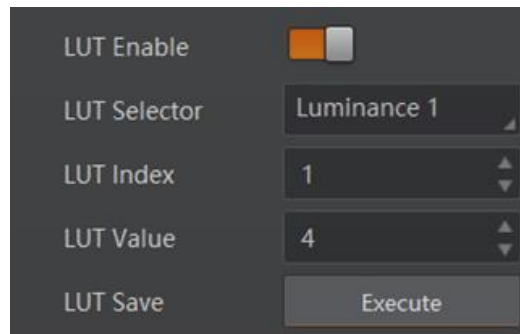 LUT Enable
LUT Selector Luminance 1
LUT Index 1
LUT Value 4
LUT Save Execute